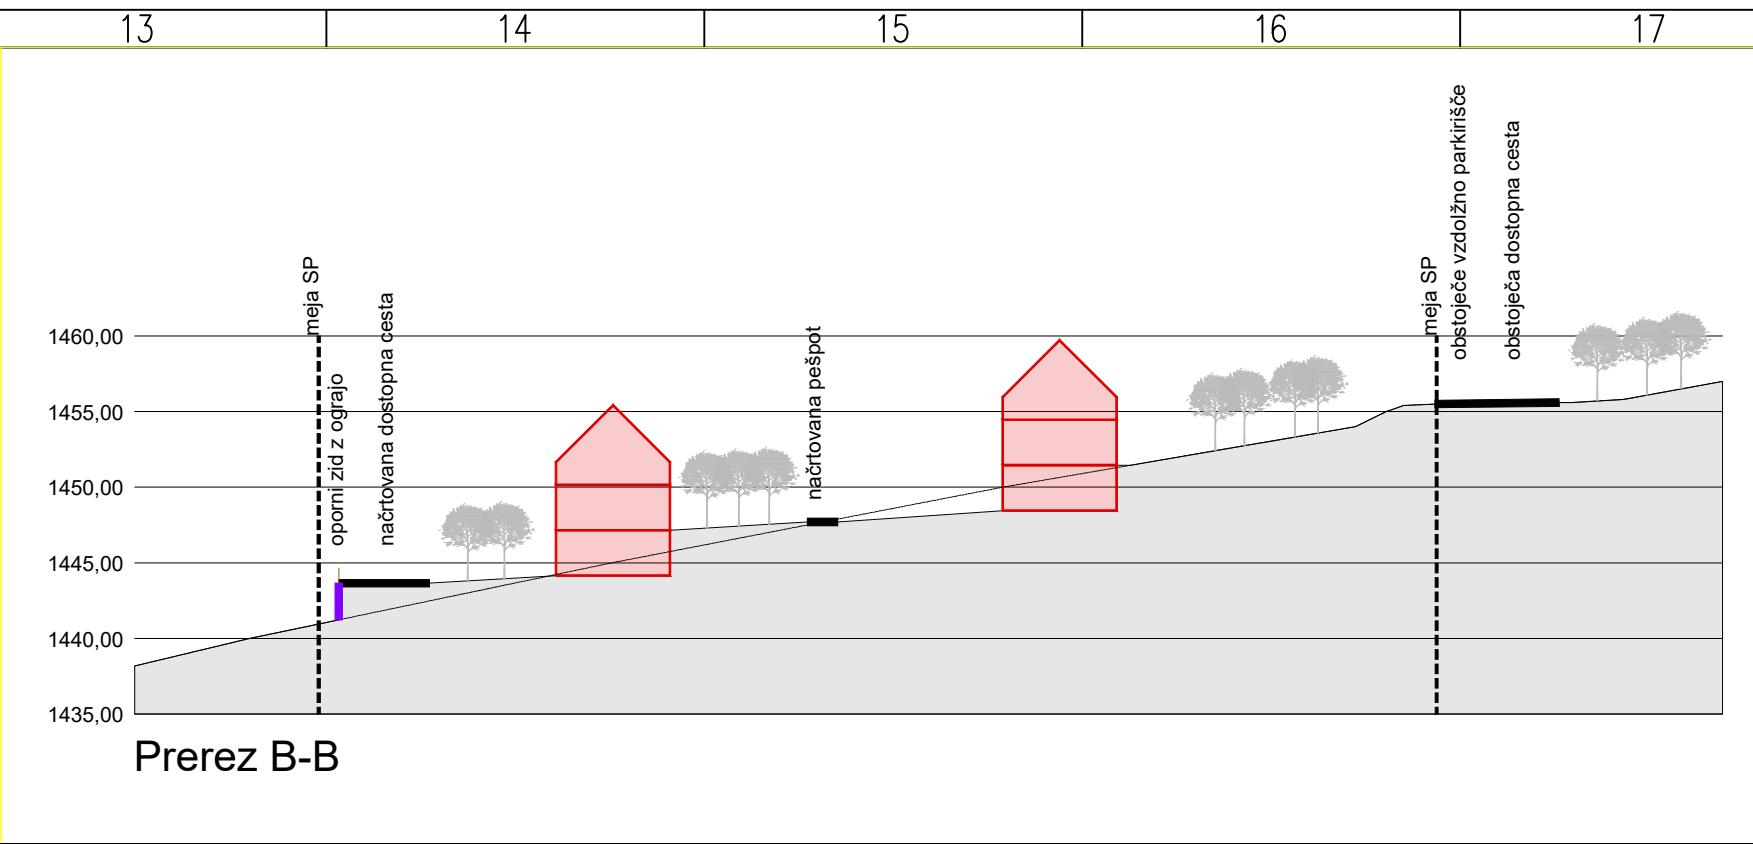 13 14 15 16 17
meja SP
oporni zid z ograjo
načrtovana dostopna cesta
načrtovana pešpot
meja SP
obstoječe vzdolžno parkirišče
obstoječa dostopna cesta
1460,00
1455,00
1450,00
1445,00
1440,00
1435,00
Prerez B-B